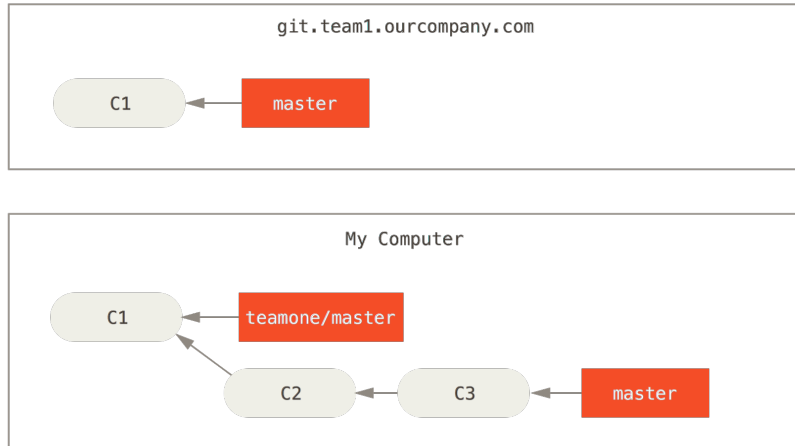 git.team1.ourcompany.com
C1
master
My Computer
C1
teamone/master
C2
C3
master